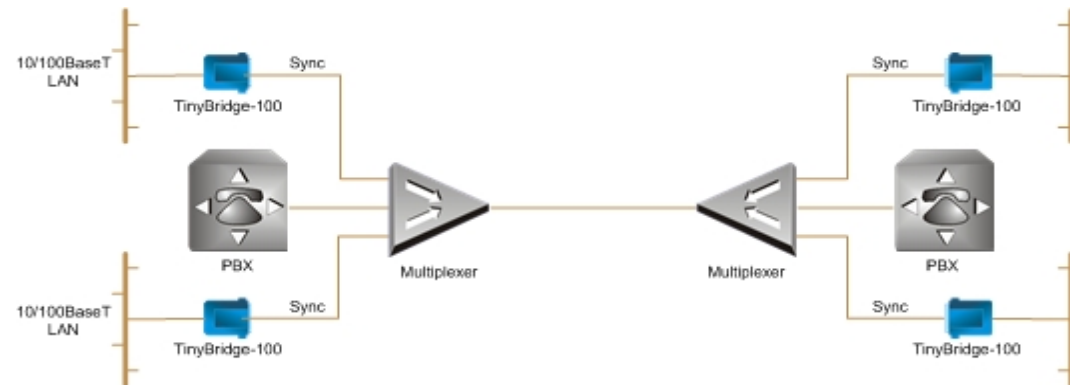 10/100BaseT
LAN
Sync
TinyBridge-100
Sync
TinyBridge-100
PBX
Multiplexer
Multiplexer
PBX
10/100BaseT
LAN
Sync
TinyBridge-100
Sync
TinyBridge-100